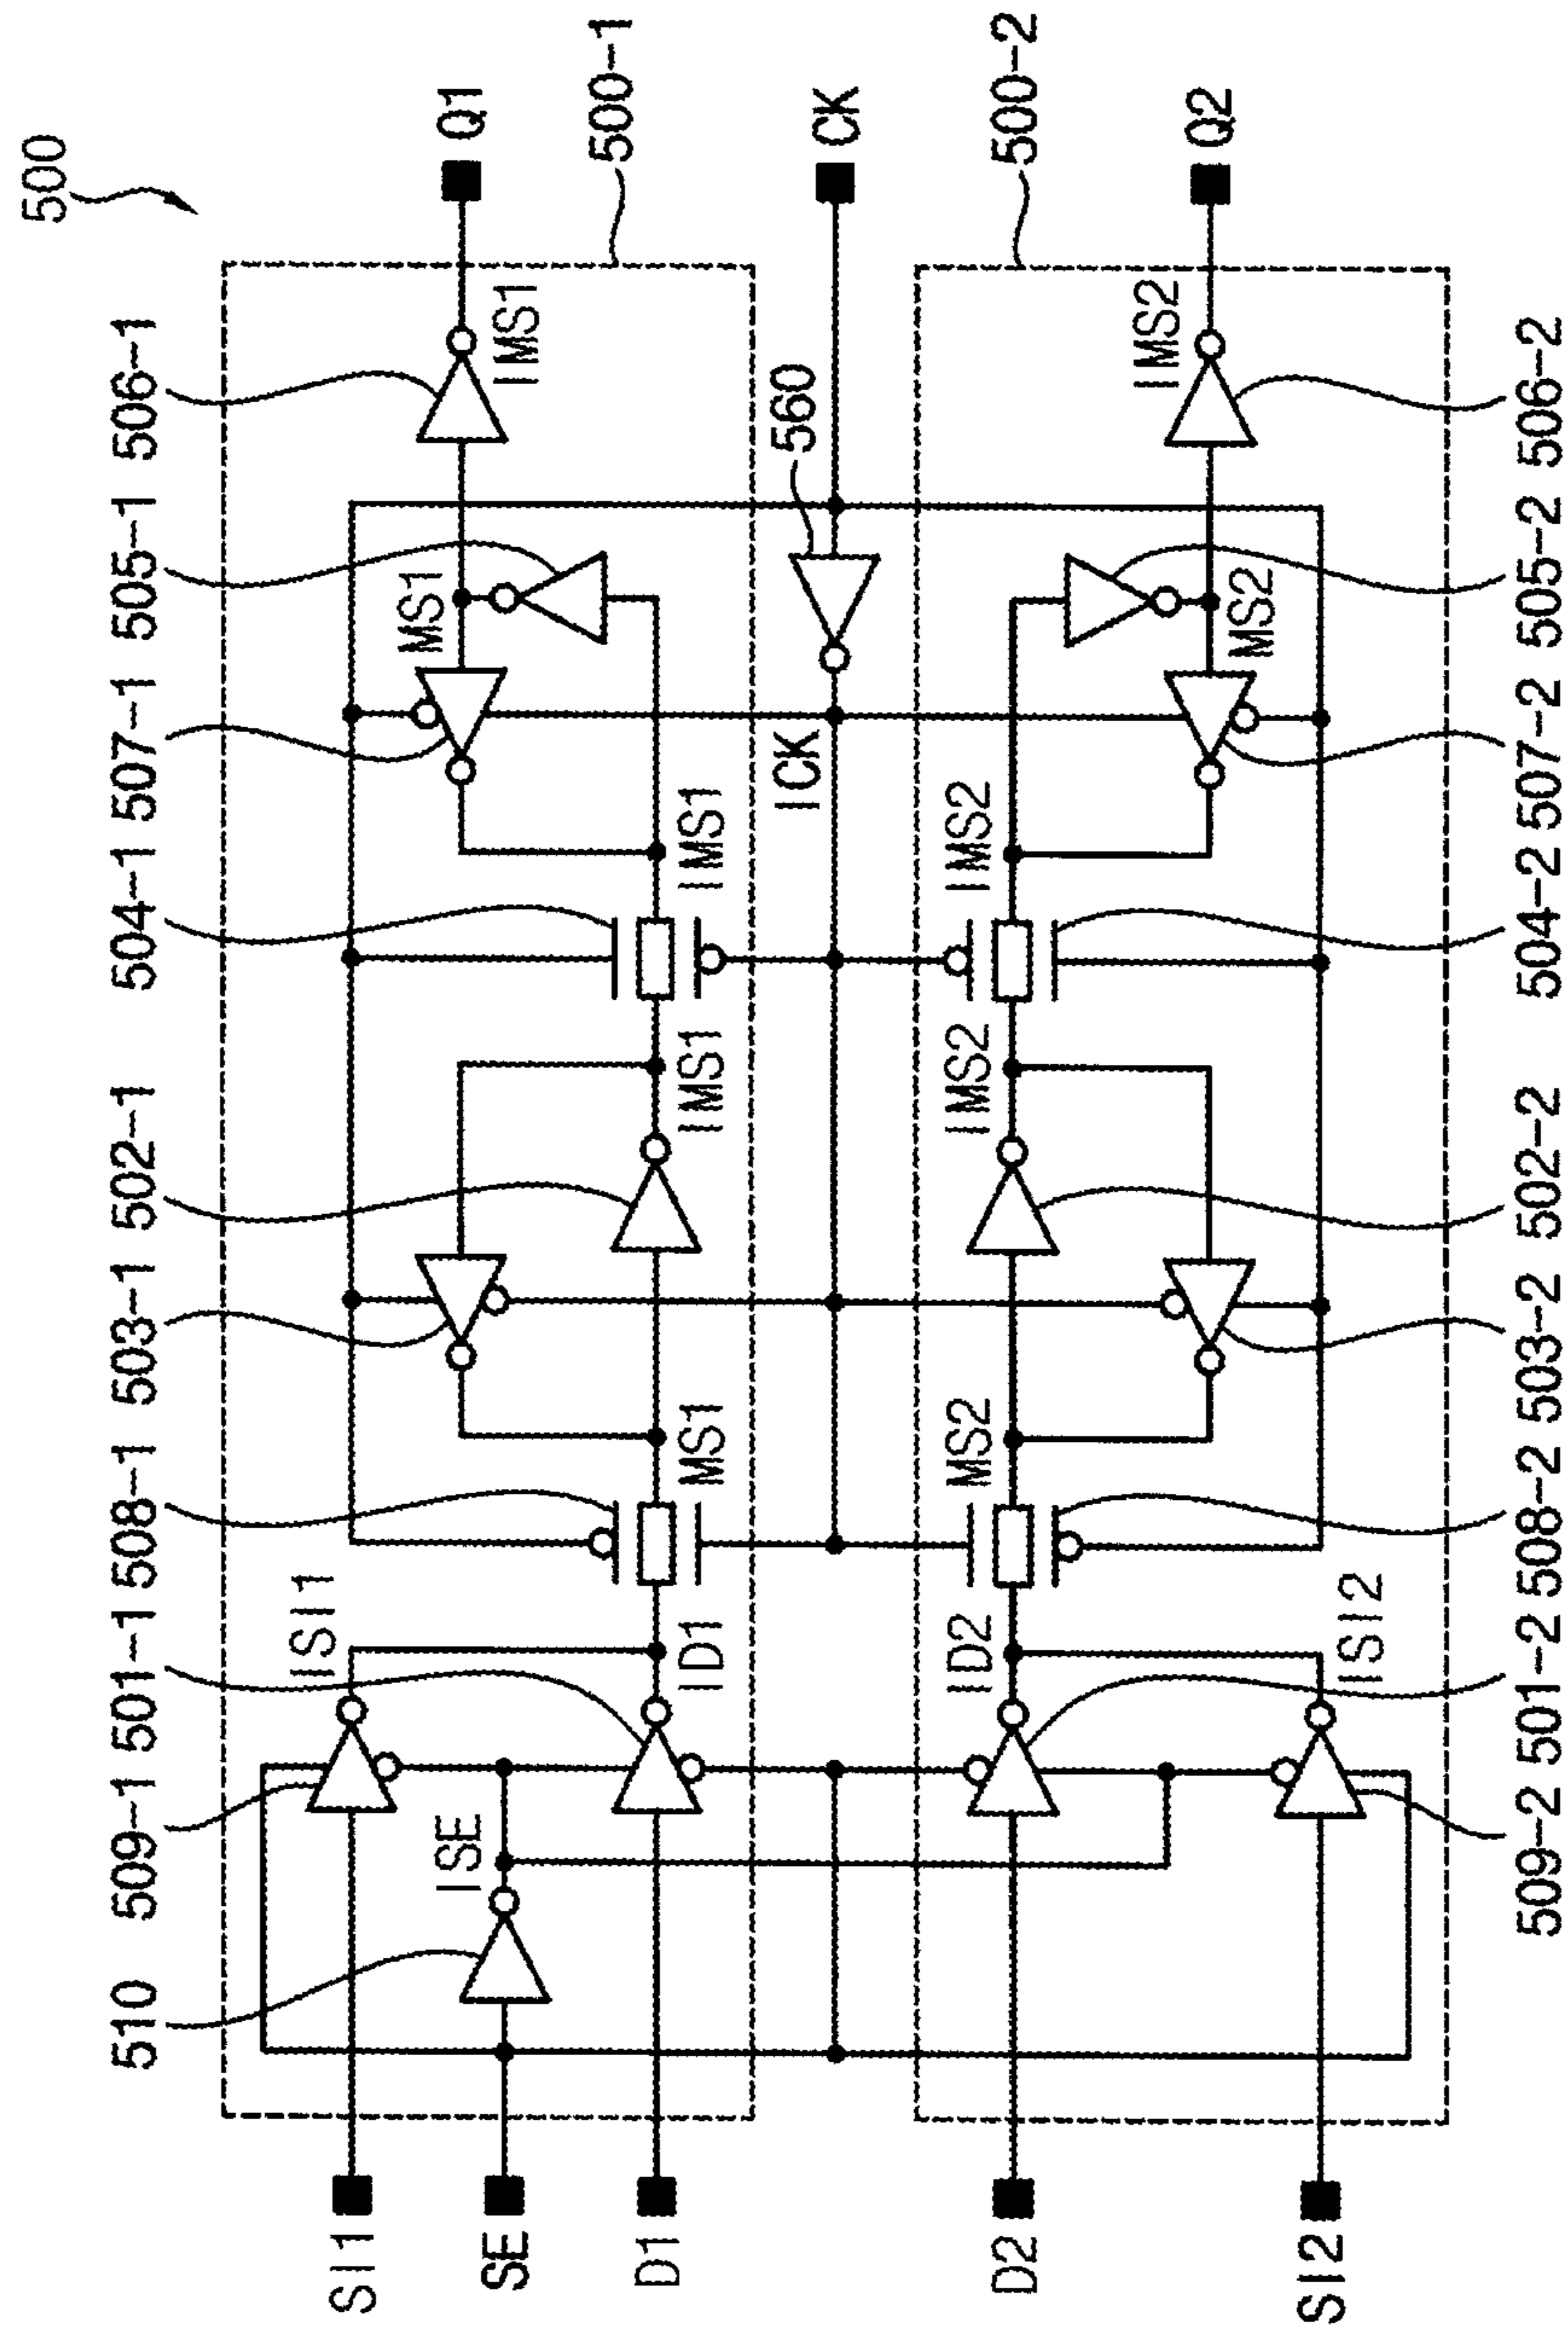 500
510 509-1 501-1 508-1 503-1 502-1 504-1 507-1 505-1 506-1
SI1
ISI1
SE
ISE
MS1
Q1
IMS1
D1
ID1
MS1
IMS1
IMS1
500-1
560
ICK
CK
D2
ID2
MS2
IMS2
IMS2
500-2
IMS2
Q2
MS2
SI2
ISI2
509-2 501-2 508-2 503-2 502-2 504-2 507-2 505-2 506-2